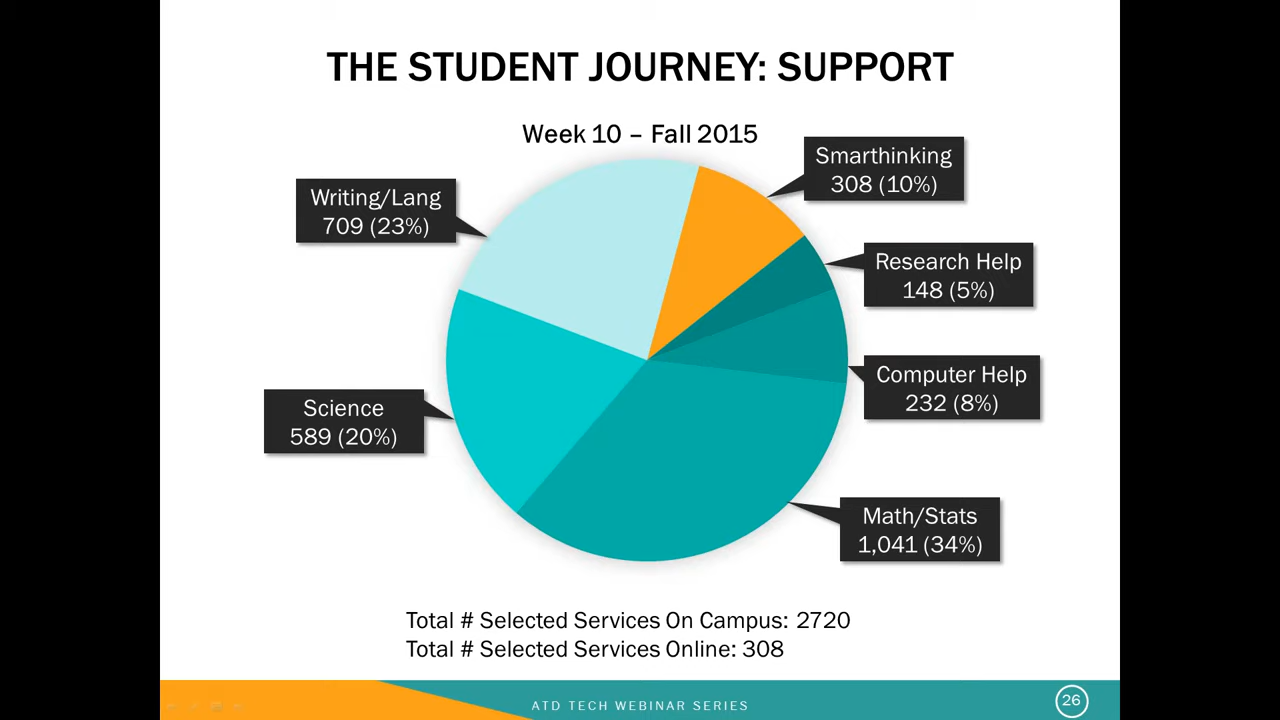 THE STUDENT JOURNEY: SUPPORT
Week 10 – Fall 2015
Smarthinking
308 (10%)
Writing/Lang
709 (23%)
Research Help
148 (5%)
Computer Help
232 (8%)
Science
589 (20%)
Math/Stats
1,041 (34%)
Total # Selected Services On Campus: 2720
Total # Selected Services Online: 308
ATD TECH WEBINAR SERIES
26